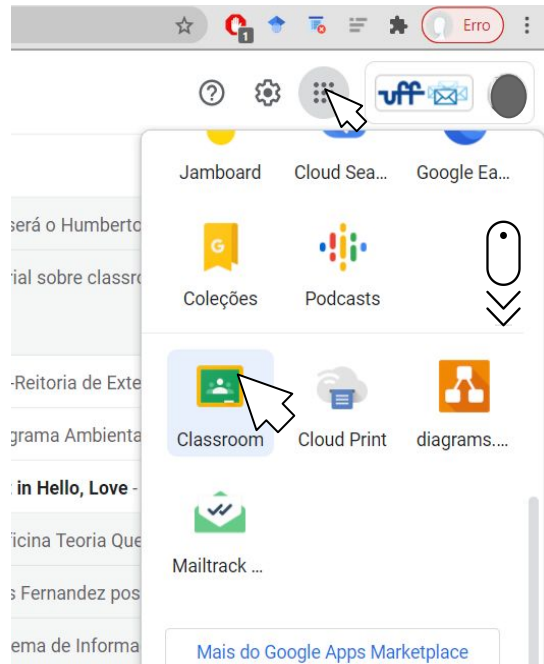 1
Erro
uff
Jamboard Cloud Sea... Google Ea...
será o Humberto
G
ial sobre classro
Coleções Podcasts
-Reitoria de Exte
grama Ambienta
Classroom Cloud Print diagrams....
in Hello, Love -
ficina Teoria Que
Mailtrack ...
s Fernandez pos
ema de Informa
Mais do Google Apps Marketplace